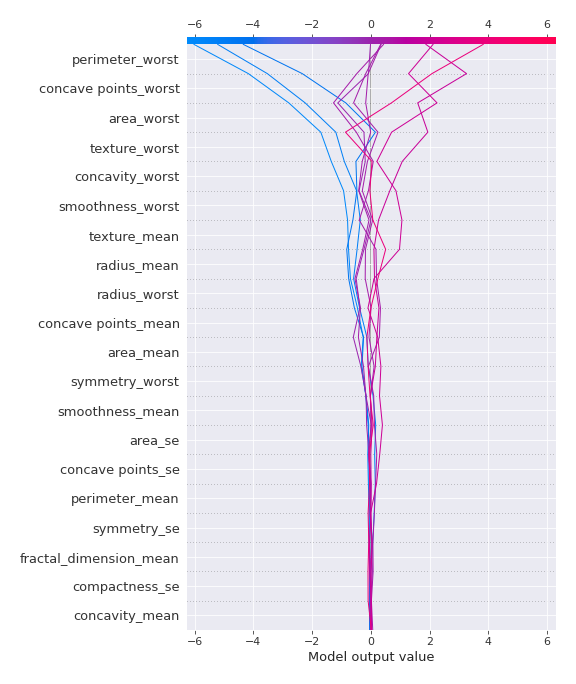 −6 −4 −2 0 2 4 6
perimeter_worst
concave points_worst
area_worst
texture_worst
concavity_worst
smoothness_worst
texture_mean
radius_mean
radius_worst
concave points_mean
area_mean
symmetry_worst
smoothness_mean
area_se
concave points_se
perimeter_mean
symmetry_se
fractal_dimension_mean
compactness_se
concavity_mean
−6 −4 −2 0 2 4 6
Model output value